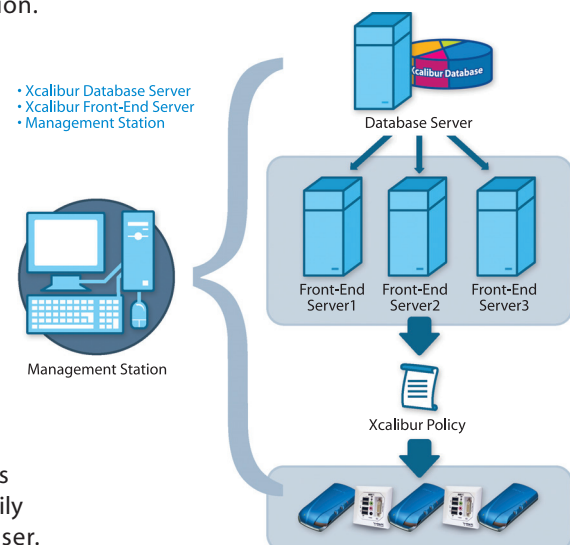 ion.
• Xcalibur Database Server
• Xcalibur Front-End Server
• Management Station
Xcalibur Database
Database Server
Front-End Server1
Front-End Server2
Front-End Server3
Management Station
Xcalibur Policy
s
ily
ser.